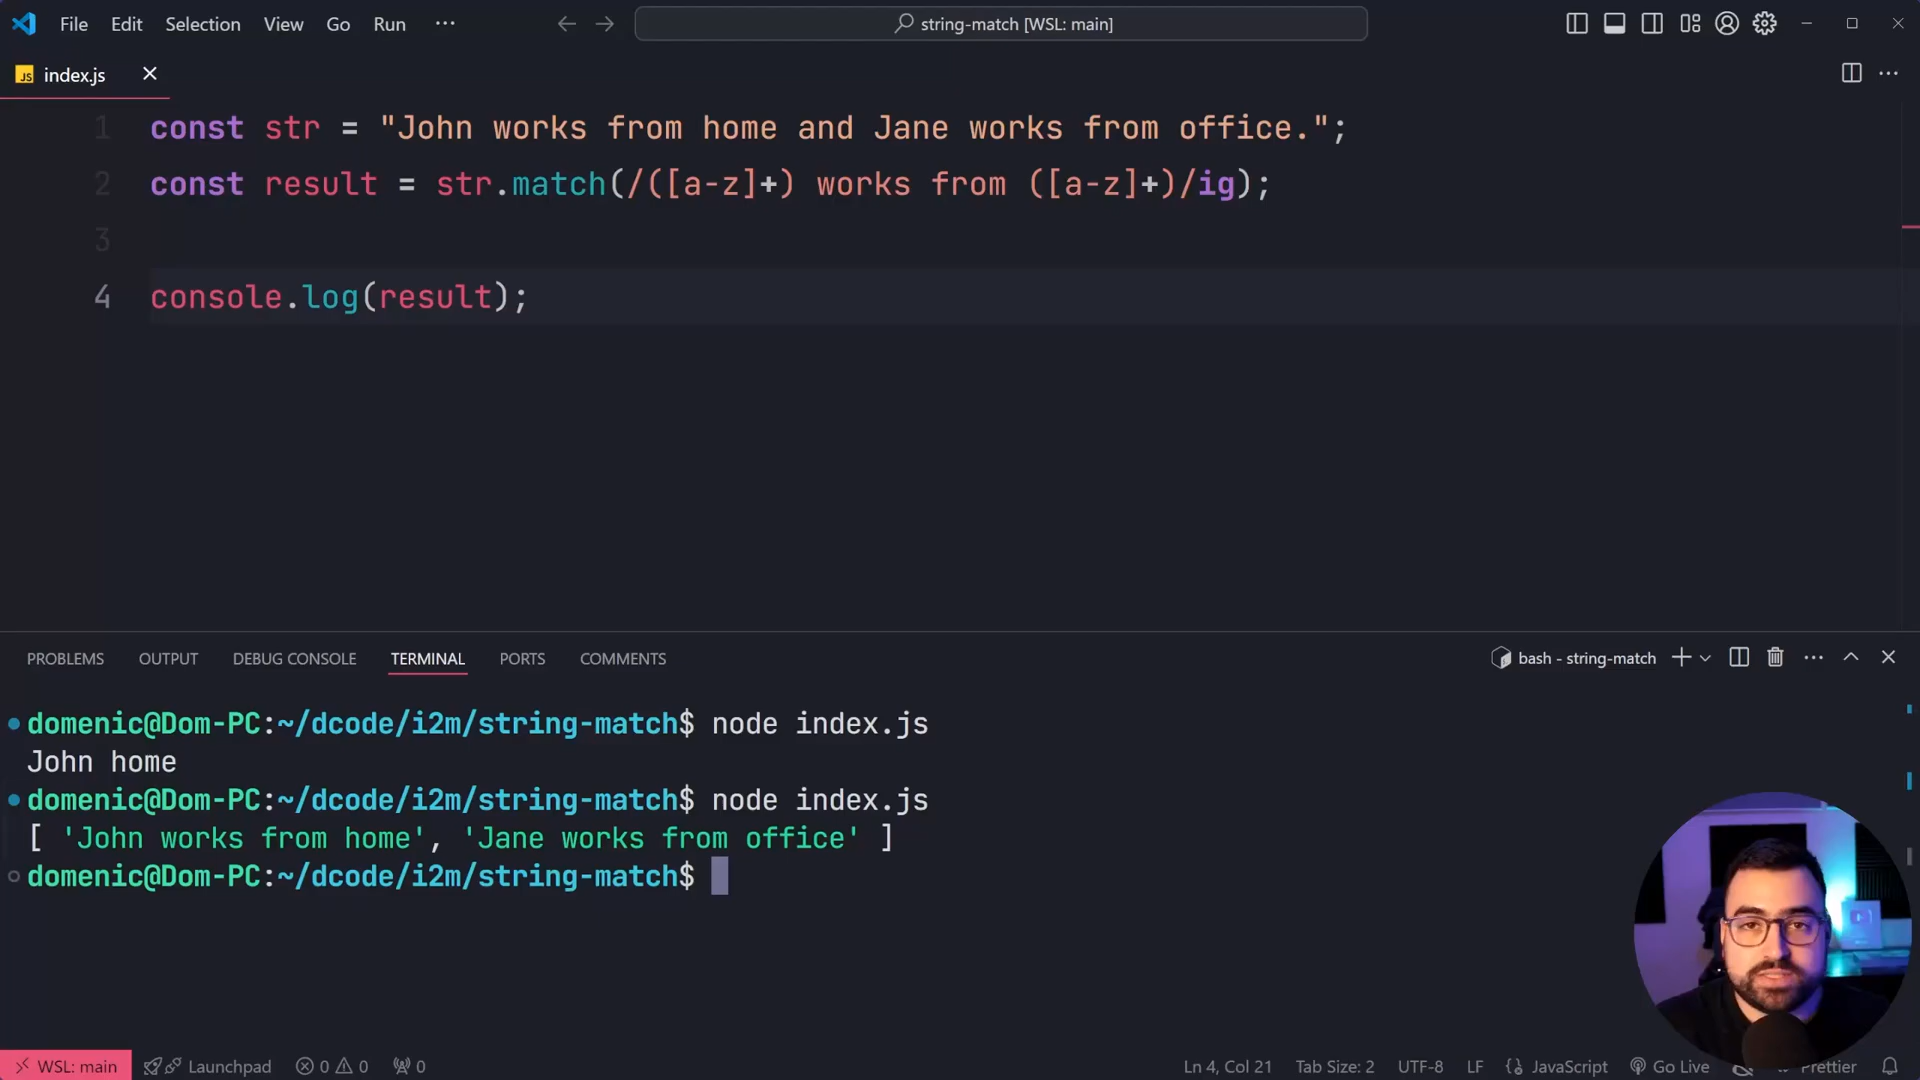 File Edit Selection View Go Run ···
string-match [WSL: main]
JS index.js
1 const str = "John works from home and Jane works from office.";
2 const result = str.match(/([a-z]+) works from ([a-z]+)/ig);
3
4 console.log(result);
PROBLEMS OUTPUT DEBUG CONSOLE TERMINAL PORTS COMMENTS
bash - string-match
domenic@Dom-PC:~/dcode/i2m/string-match$ node index.js
John home
domenic@Dom-PC:~/dcode/i2m/string-match$ node index.js
[ 'John works from home', 'Jane works from office' ]
domenic@Dom-PC:~/dcode/i2m/string-match$
WSL: main Launchpad 0 0 0 Ln 4, Col 21 Tab Size: 2 UTF-8 LF {} JavaScript Go Live Prettier